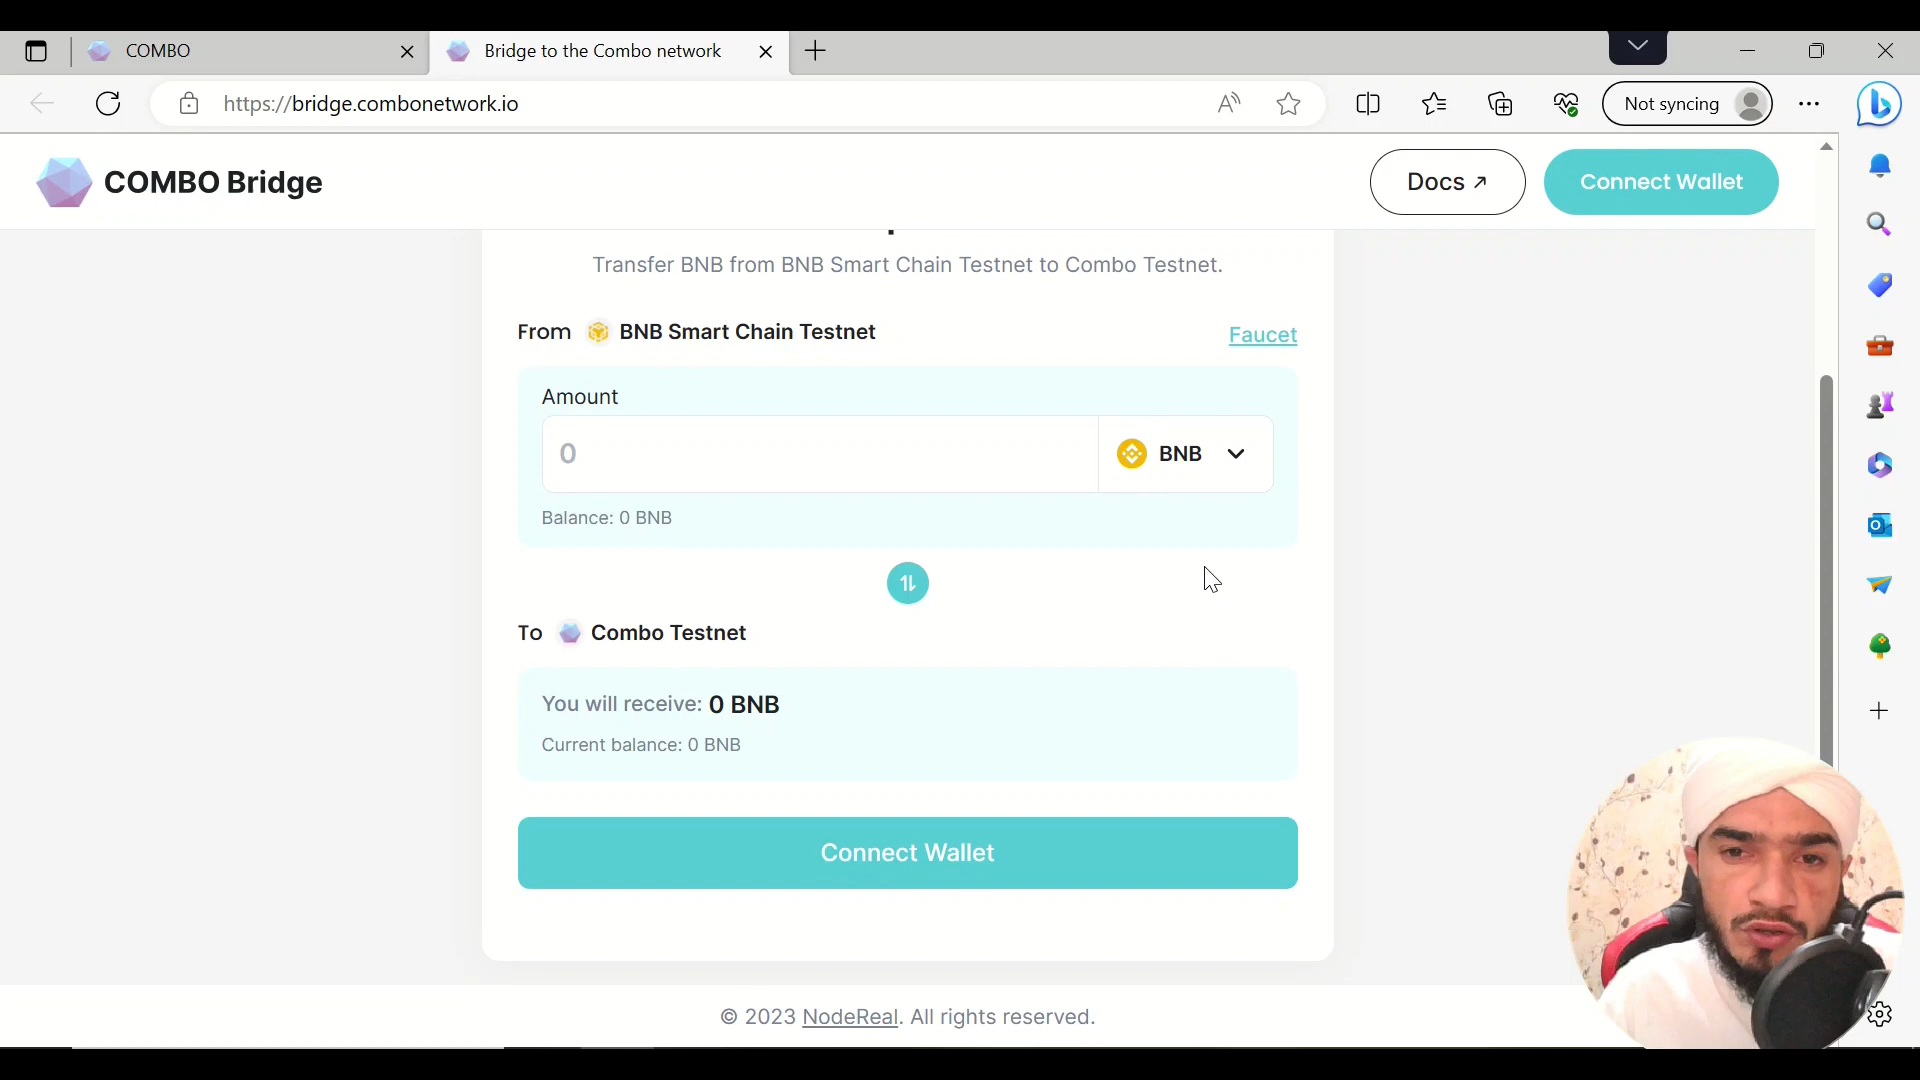 COMBO
Bridge to the Combo network
https://bridge.combonetwork.io
Not syncing
COMBO Bridge
Docs ↗
Connect Wallet
Transfer BNB from BNB Smart Chain Testnet to Combo Testnet.
From BNB Smart Chain Testnet
Faucet
Amount
0
BNB
Balance: 0 BNB
To Combo Testnet
You will receive: 0 BNB
Current balance: 0 BNB
Connect Wallet
© 2023 NodeReal. All rights reserved.